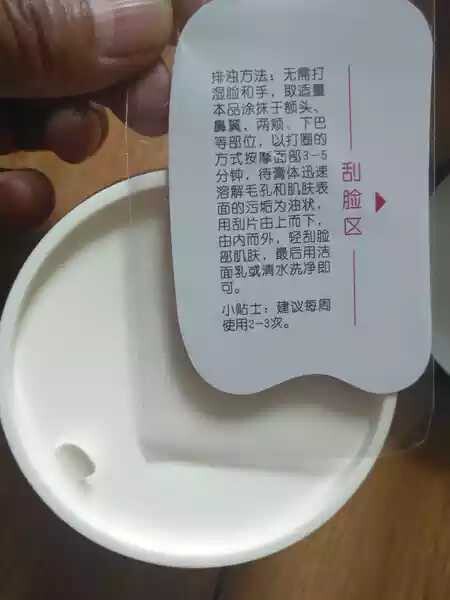 排浊方法：无需打
湿脸和手，取适量
本品涂抹于额头、
鼻翼，两颊、下巴
等部位，以打圈的
方式按摩面部3-5
分钟，待膏体迅速
溶解毛孔和肌肤表
面的污垢为油状，
用刮片由上而下，
由内而外，轻刮脸
部肌肤，最后用洁
面乳或清水洗净即
可。
小贴士：建议每周
使用2-3次。
刮脸区